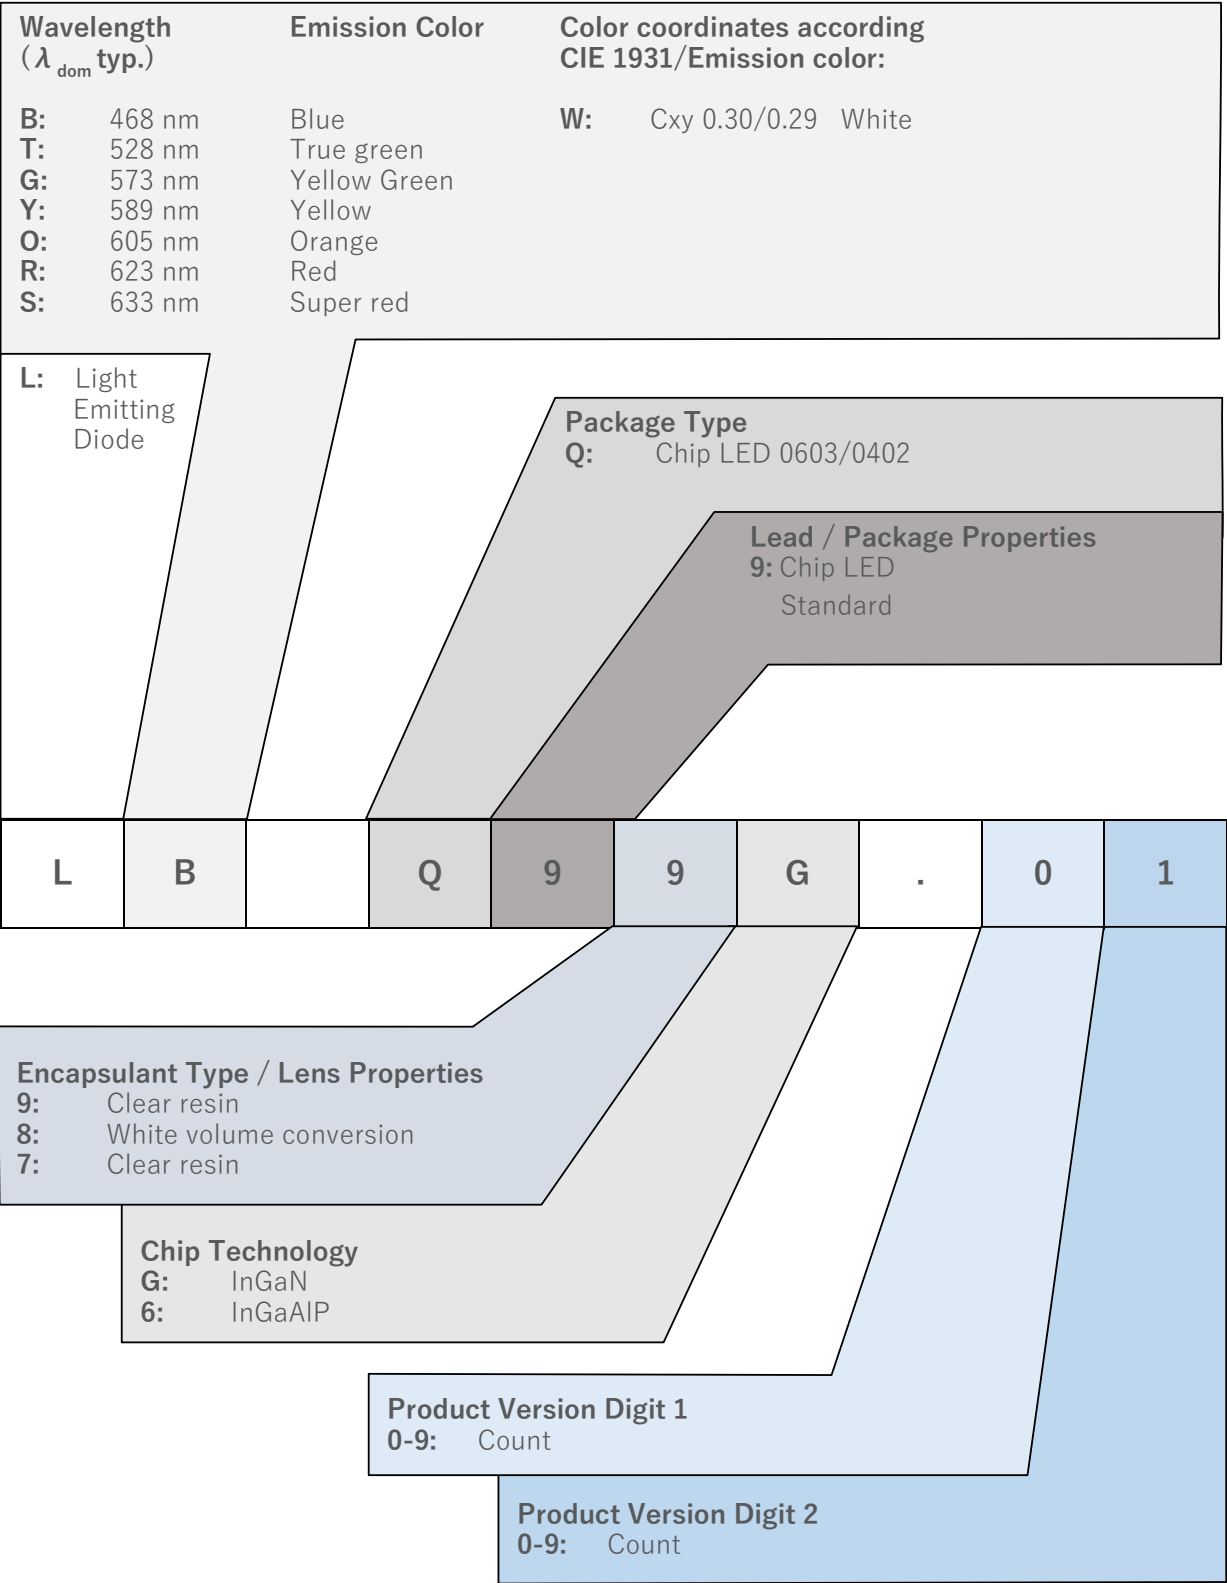 Wavelength Emission Color Color coordinates according
(λ dom typ.) CIE 1931/Emission color:
B: 468 nm Blue W: Cxy 0.30/0.29 White
T: 528 nm True green
G: 573 nm Yellow Green
Y: 589 nm Yellow
O: 605 nm Orange
R: 623 nm Red
S: 633 nm Super red
L: Light
Emitting
Diode
Package Type
Q: Chip LED 0603/0402
Lead / Package Properties
9: Chip LED
Standard
L B Q 9 9 G . 0 1
Encapsulant Type / Lens Properties
9: Clear resin
8: White volume conversion
7: Clear resin
Chip Technology
G: InGaN
6: InGaAlP
Product Version Digit 1
0-9: Count
Product Version Digit 2
0-9: Count